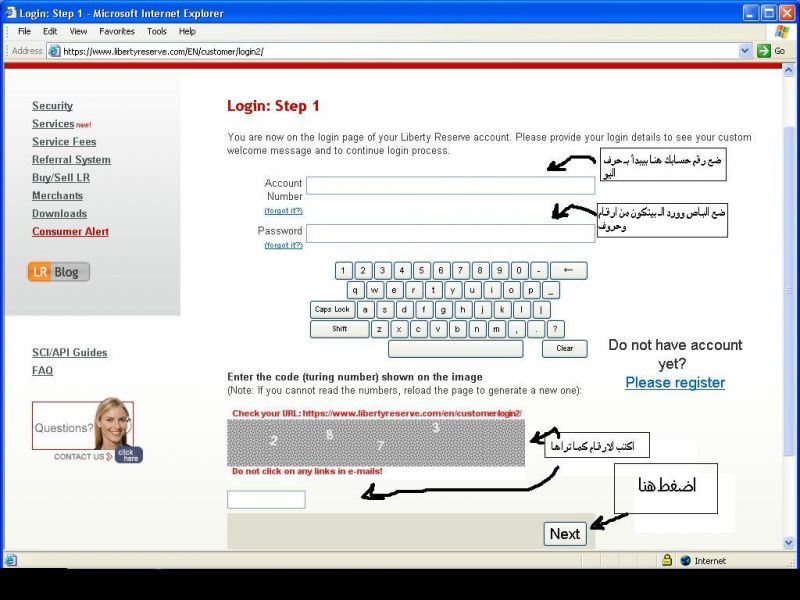 Login: Step 1 - Microsoft Internet Explorer
File Edit View Favorites Tools Help
Address https://www.libertyreserve.com/EN/customer/login2/ Go
Security
Services new!
Service Fees
Referral System
Buy/Sell LR
Merchants
Downloads
Consumer Alert
LR Blog
SCI/API Guides
FAQ
Questions?
CONTACT US click here
Login: Step 1
You are now on the login page of your Liberty Reserve account. Please provide your login details to see your custom
welcome message and to continue login process.
ضع رقم حسابك هنا بيبدأ بـ حرف
اليو
Account
Number
(forgot it?)
ضع الباص وورد الـ بيتكون من ارقام
وحروف
Password
(forgot it?)
1 2 3 4 5 6 7 8 9 0 - ←
q w e r t y u i o p _
Caps Lock a s d f g h j k l |
Shift z x c v b n m , . ?
Clear
Do not have account
yet?
Please register
Enter the code (turing number) shown on the image
(Note: If you cannot read the numbers, reload the page to generate a new one):
Check your URL: https://www.libertyreserve.com/en/customer/login2/
2 8 7 3
Do not click on any links in e-mails!
اكتب الارقام كما تراها
اضغط هنا
Next
Internet